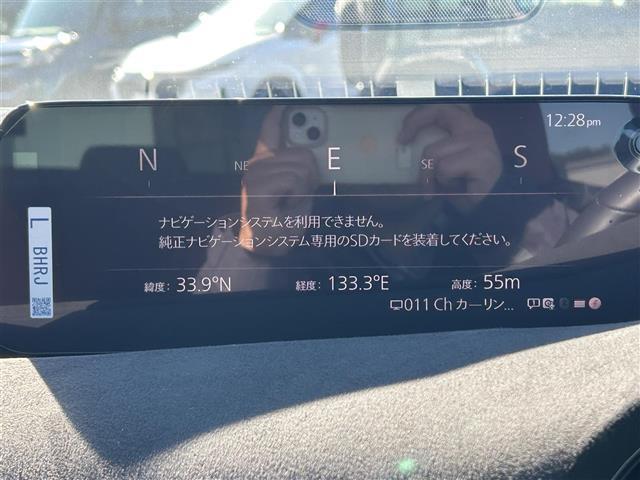 12:28pm
N NE E SE S
ナビゲーションシステムを利用できません。
純正ナビゲーションシステム専用のSDカードを装着してください。
L BHRJ
緯度: 33.9°N 経度: 133.3°E 高度: 55m
011 Ch カーリン...